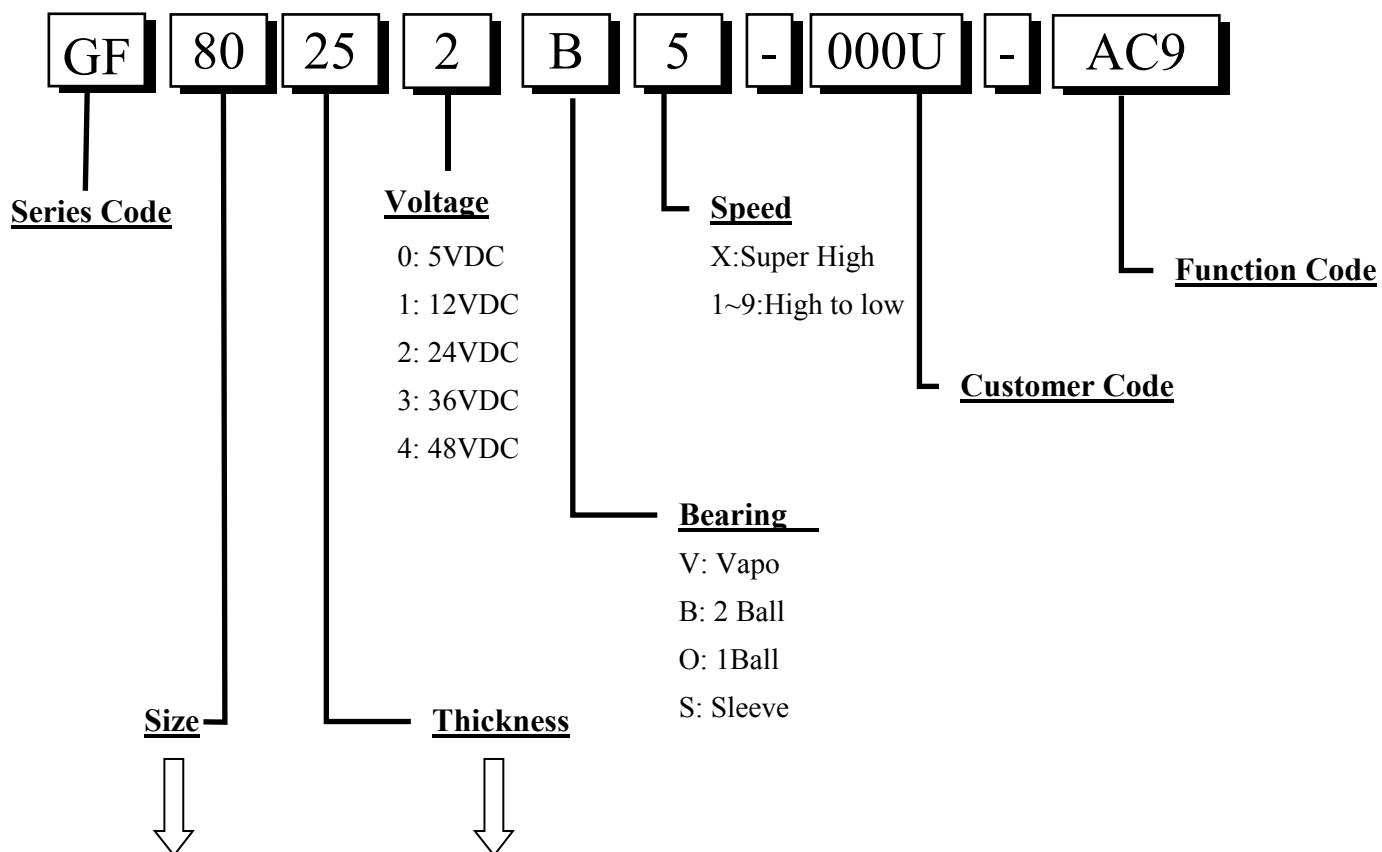 GF 80 25 2 B 5 - 000U - AC9
Series Code
Voltage
0: 5VDC
1: 12VDC
2: 24VDC
3: 36VDC
4: 48VDC
Speed
X:Super High
1~9:High to low
Function Code
Customer Code
Bearing
V: Vapo
B: 2 Ball
O: 1Ball
S: Sleeve
Size
Thickness